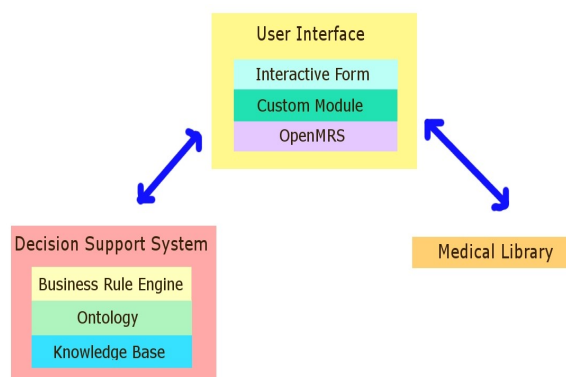 User Interface
Interactive Form
Custom Module
OpenMRS
Decision Support System
Business Rule Engine
Ontology
Knowledge Base
Medical Library